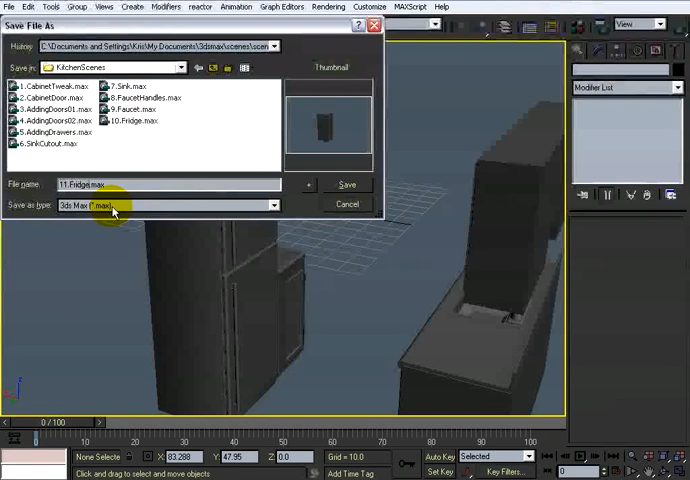 File Edit Tools Group Views Create Modifiers reactor Animation Graph Editors Rendering Customize MAXScript Help
Save File As
History: C:\Documents and Settings\Kris\My Documents\3dsmax\scenes\scen
Save in: KitchenScenes
Thumbnail
1.CabinetTweak.max 7.Sink.max
2.CabinetDoor.max 8.FaucetHandles.max
3.AddingDoors01.max 9.Faucet.max
4.AddingDoors02.max 10.Fridge.max
5.AddingDrawers.max
6.SinkCutout.max
File name: 11.Fridge.max + Save
Save as type: 3ds Max (*.max) Cancel
View
Modifier List
0 / 100
0 10 20 30 40 50 60 70 80 90 100
None Selected X: 83.288 Y: 47.95 Z: 0.0 Grid = 10.0 Auto Key Selected
Click and drag to select and move objects Add Time Tag Set Key Key Filters... 0